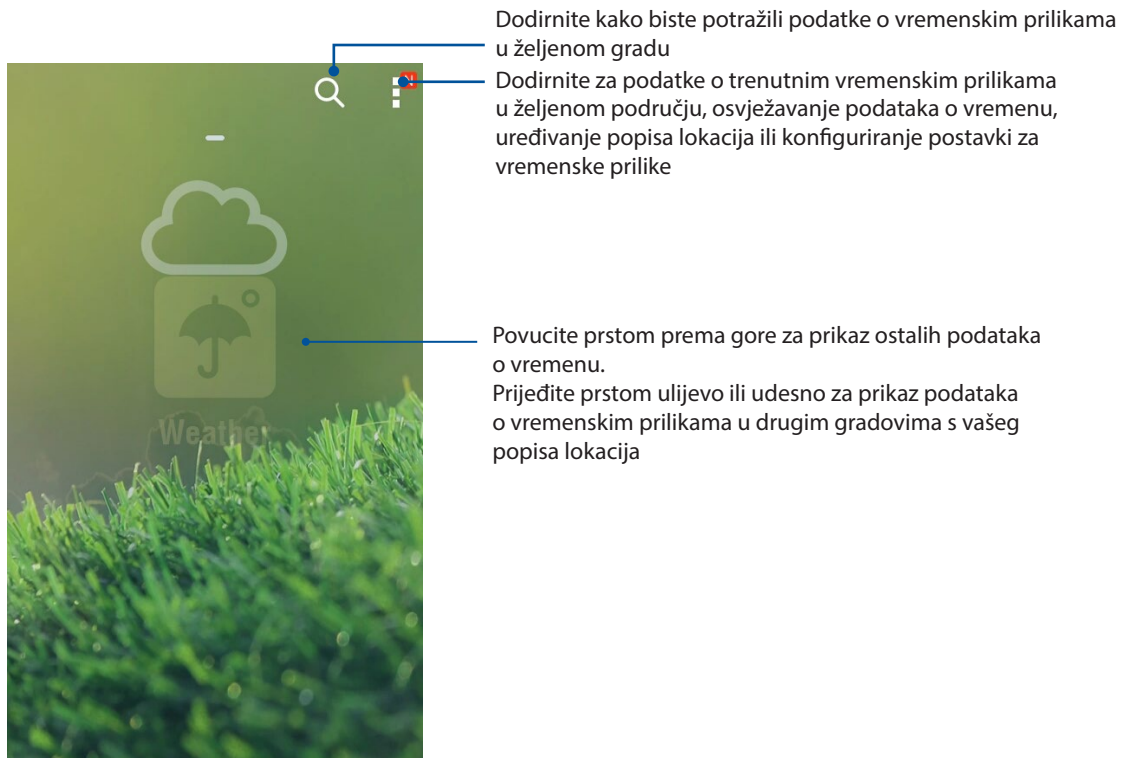 Dodirnite kako biste potražili podatke o vremenskim prilikama
u željenom gradu
Dodirnite za podatke o trenutnim vremenskim prilikama
u željenom području, osvježavanje podataka o vremenu,
uređivanje popisa lokacija ili konfiguriranje postavki za
vremenske prilike
Weather
Povucite prstom prema gore za prikaz ostalih podataka
o vremenu.
Prijeđite prstom ulijevo ili udesno za prikaz podataka
o vremenskim prilikama u drugim gradovima s vašeg
popisa lokacija